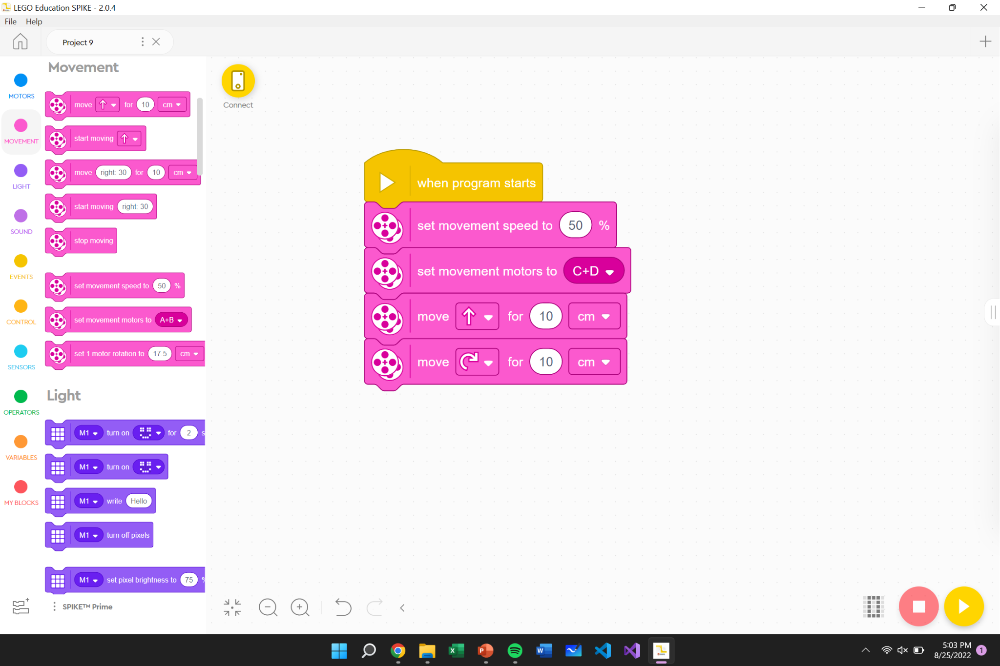 LEGO Education SPIKE - 2.0.4
File Help
Project 9
MOTORS
MOVEMENT
LIGHT
SOUND
EVENTS
CONTROL
SENSORS
OPERATORS
VARIABLES
MY BLOCKS
Movement
move for 10 cm
start moving
move right: 30 for 10 cm
start moving right: 30
stop moving
set movement speed to 50 %
set movement motors to A+B
set 1 motor rotation to 17.5 cm
Light
M1 turn on for 2 s
M1 turn on
M1 write Hello
M1 turn off pixels
M1 set pixel brightness to 75 %
SPIKE™ Prime
Connect
when program starts
set movement speed to 50 %
set movement motors to C+D
move for 10 cm
move for 10 cm
5:03 PM
8/25/2022 1